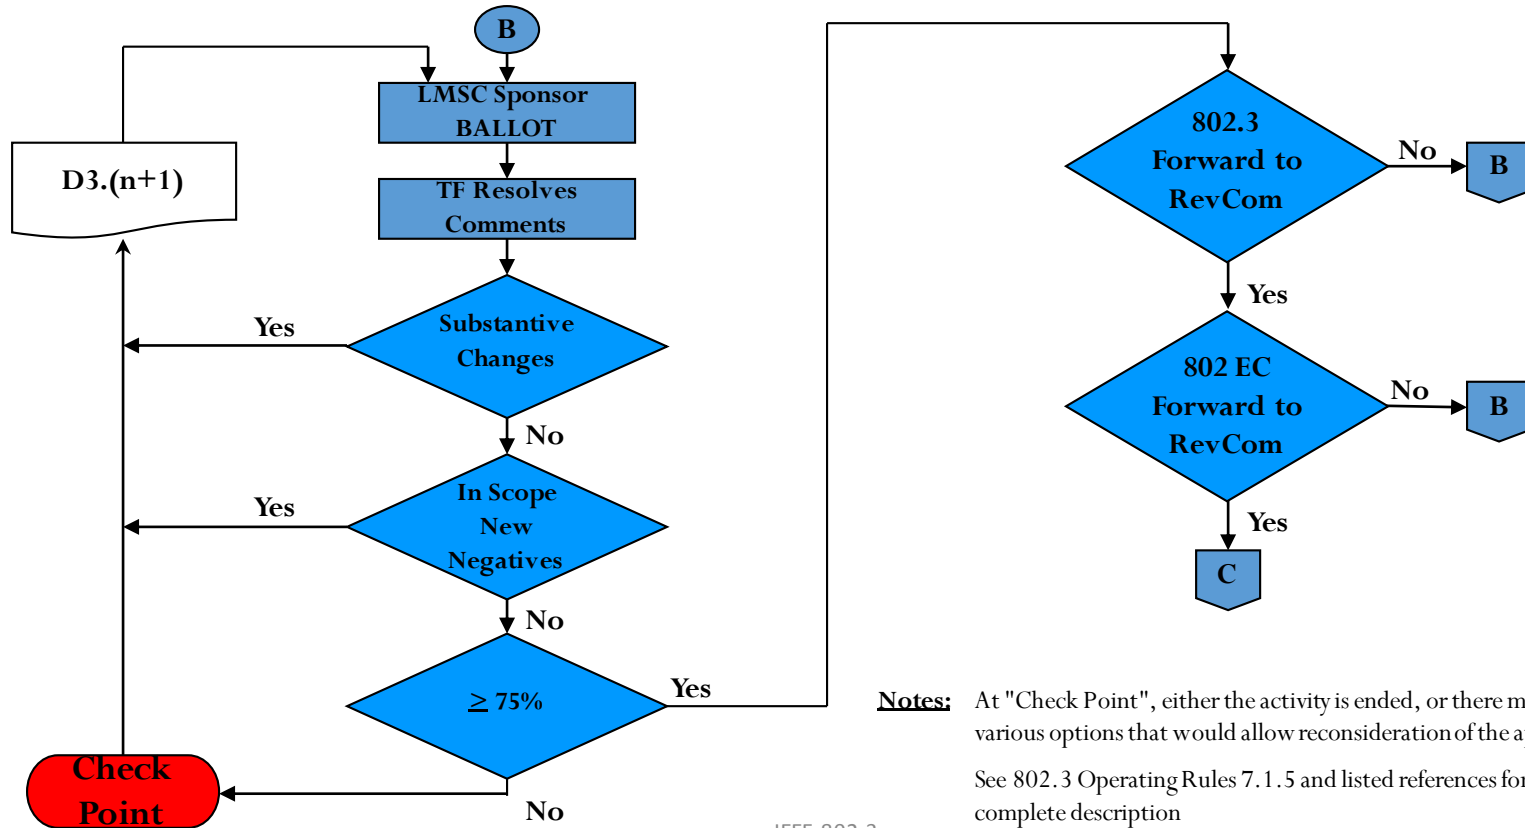 B
LMSC Sponsor
BALLOT
D3.(n+1)
TF Resolves
Comments
Substantive
Changes
Yes
No
In Scope
New
Negatives
Yes
No
≥ 75%
Yes
No
Check
Point
802.3
Forward to
RevCom
No
B
Yes
802 EC
Forward to
RevCom
No
B
Yes
C
Notes: At "Check Point", either the activity is ended, or there
various options that would allow reconsideration of the
See 802.3 Operating Rules 7.1.5 and listed references for
complete description